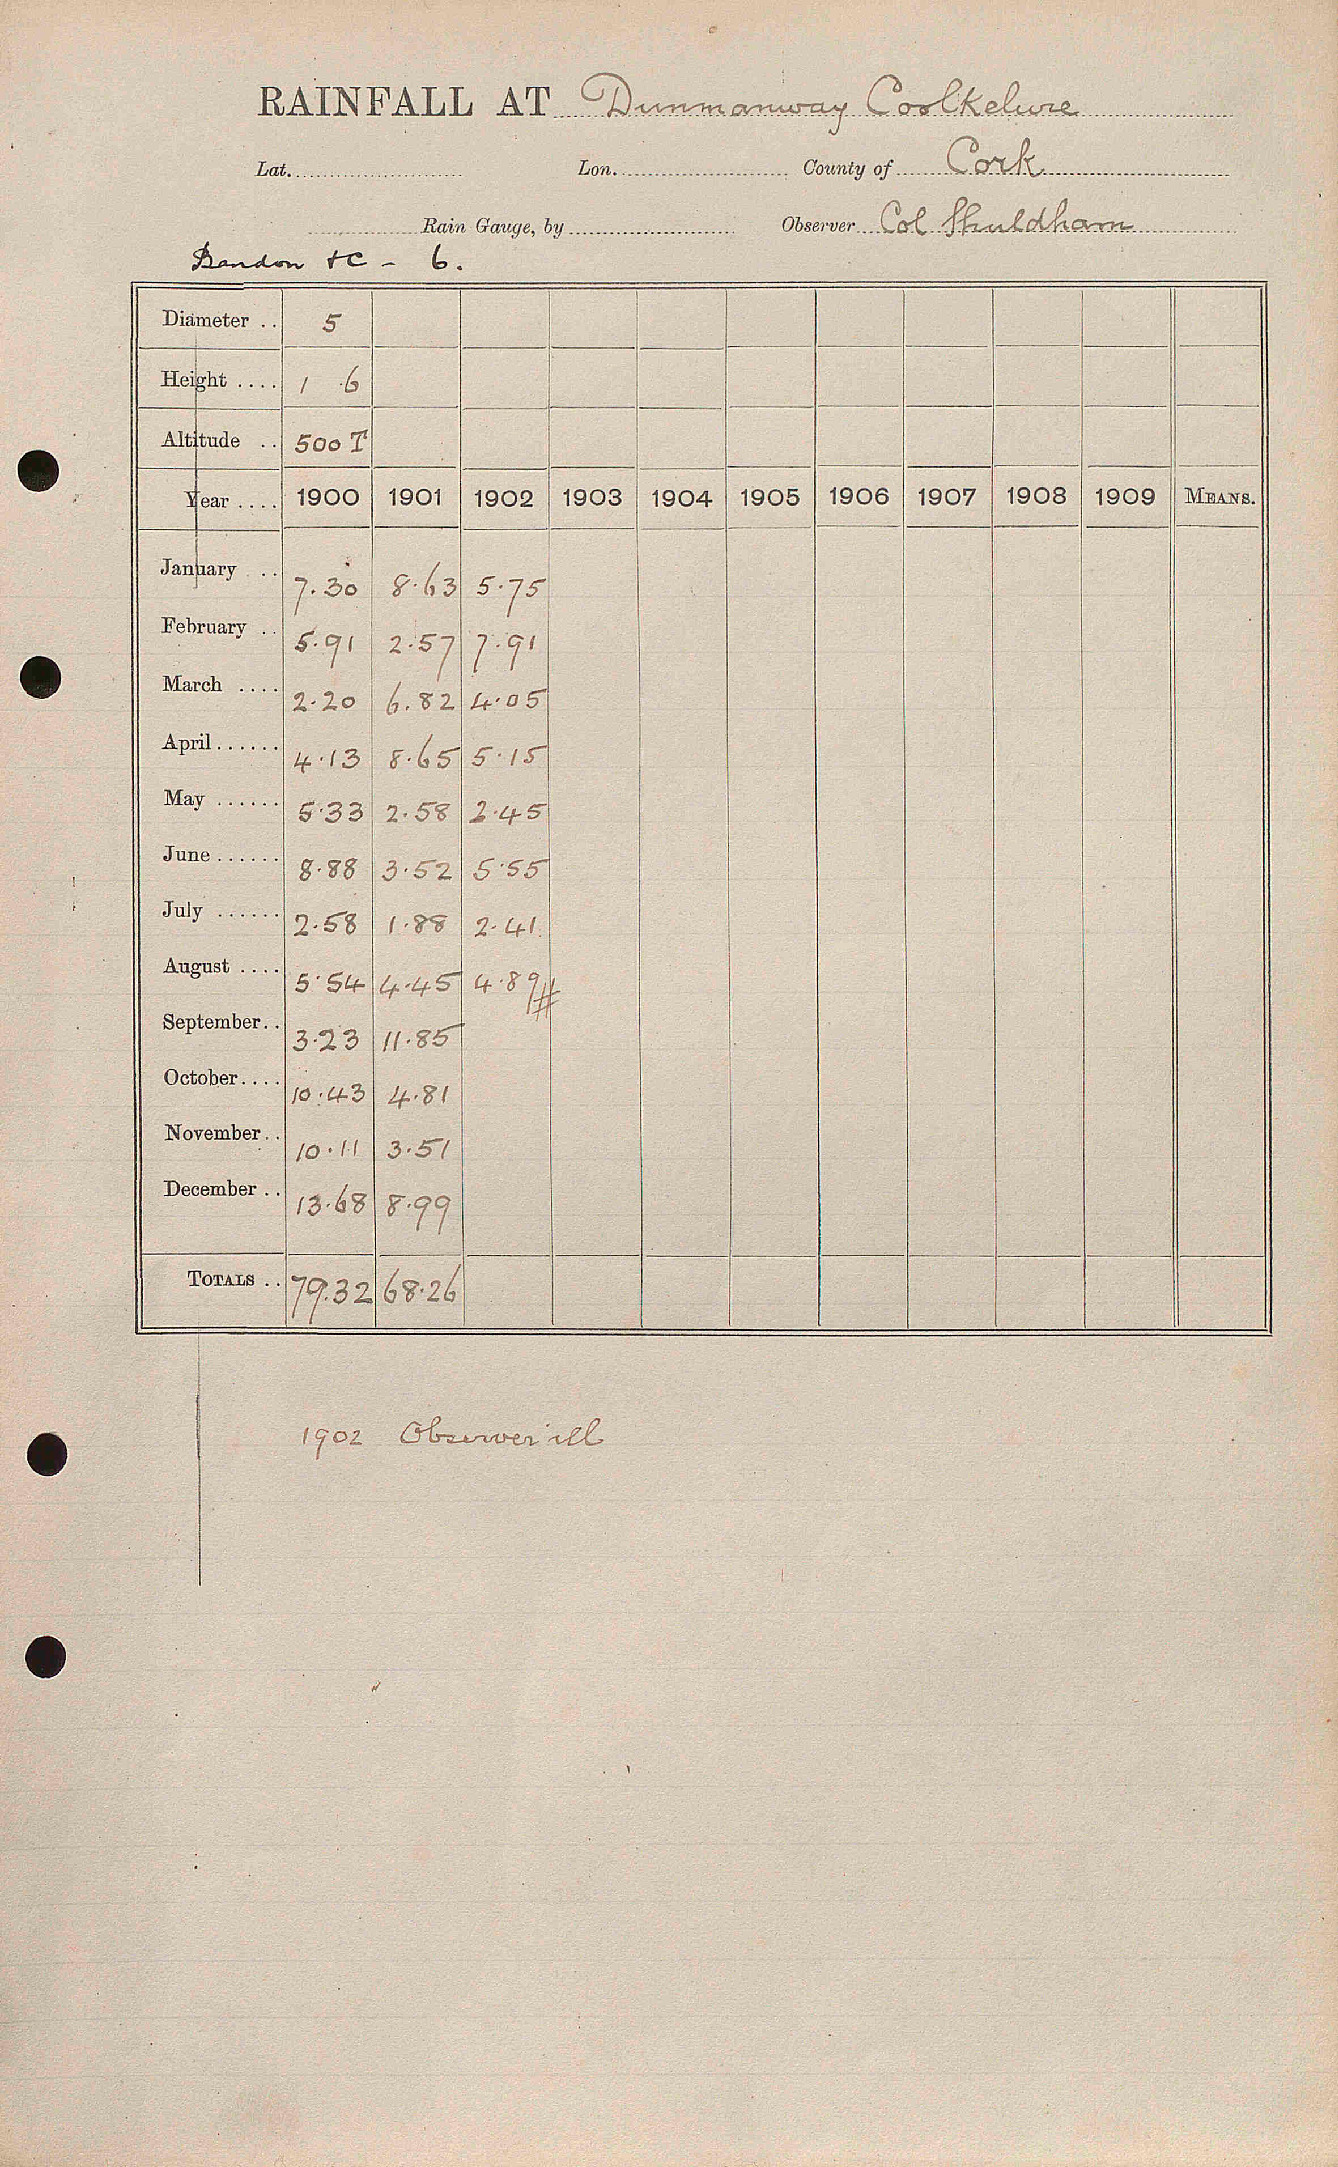 RAINFALL AT Dunmanway Coolkelure
Lat. Lon. County of Cork
Rain Gauge, by Observer Col Shuldham
Bandon &c - 6.
Diameter .. 5
Height .... 1 .6
Altitude .. 500 T
Year .... 1900 1901 1902 1903 1904 1905 1906 1907 1908 1909 MEANS.
January .. 7.30 8.63 5.75
February .. 5.91 2.57 7.91
March .... 2.20 6.82 4.05
April...... 4.13 8.65 5.15
May ...... 5.33 2.58 2.45
June...... 8.88 3.52 5.55
July ...... 2.58 1.88 2.41
August .... 5.54 4.45 4.89#
September.. 3.23 11.85
October.... 10.43 4.81
November.. 10.11 3.51
December .. 13.68 8.99
TOTALS .. 79.32 68.26
1902 Observer ill